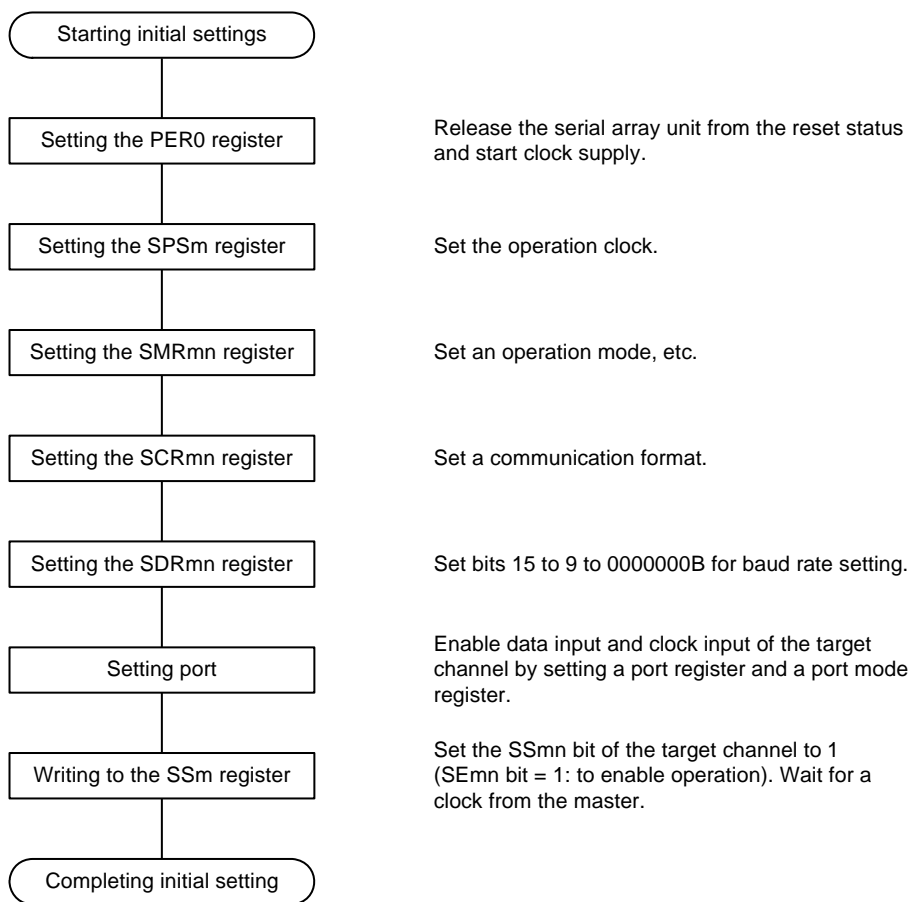 Starting initial settings
Setting the PER0 register
Release the serial array unit from the reset status
and start clock supply.
Setting the SPSm register
Set the operation clock.
Setting the SMRmn register
Set an operation mode, etc.
Setting the SCRmn register
Set a communication format.
Setting the SDRmn register
Set bits 15 to 9 to 0000000B for baud rate setting.
Setting port
Enable data input and clock input of the target
channel by setting a port register and a port mode
register.
Writing to the SSm register
Set the SSmn bit of the target channel to 1
(SEmn bit = 1: to enable operation). Wait for a
clock from the master.
Completing initial setting